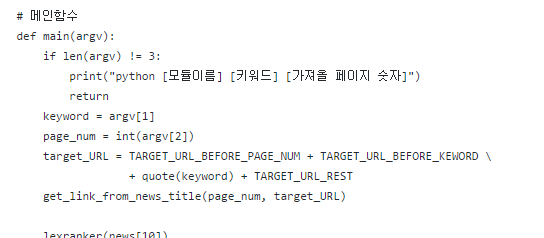 # 메인함수
def main(argv):
    if len(argv) != 3:
        print("python [모듈이름] [키워드] [가져올 페이지 숫자]")
        return
    keyword = argv[1]
    page_num = int(argv[2])
    target_URL = TARGET_URL_BEFORE_PAGE_NUM + TARGET_URL_BEFORE_KEWORD \
                 + quote(keyword) + TARGET_URL_REST
    get_link_from_news_title(page_num, target_URL)
    lexranker(news[10])